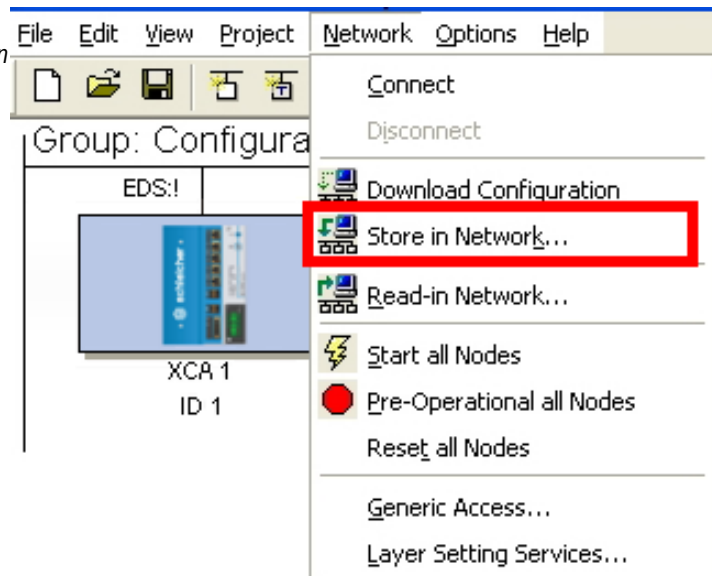 File Edit View Project Network Options Help
n
Group: Configura
EDS:!
schleicher
XCA 1
ID 1
Connect
Disconnect
Download Configuration
Store in Network...
Read-in Network...
Start all Nodes
Pre-Operational all Nodes
Reset all Nodes
Generic Access...
Layer Setting Services...